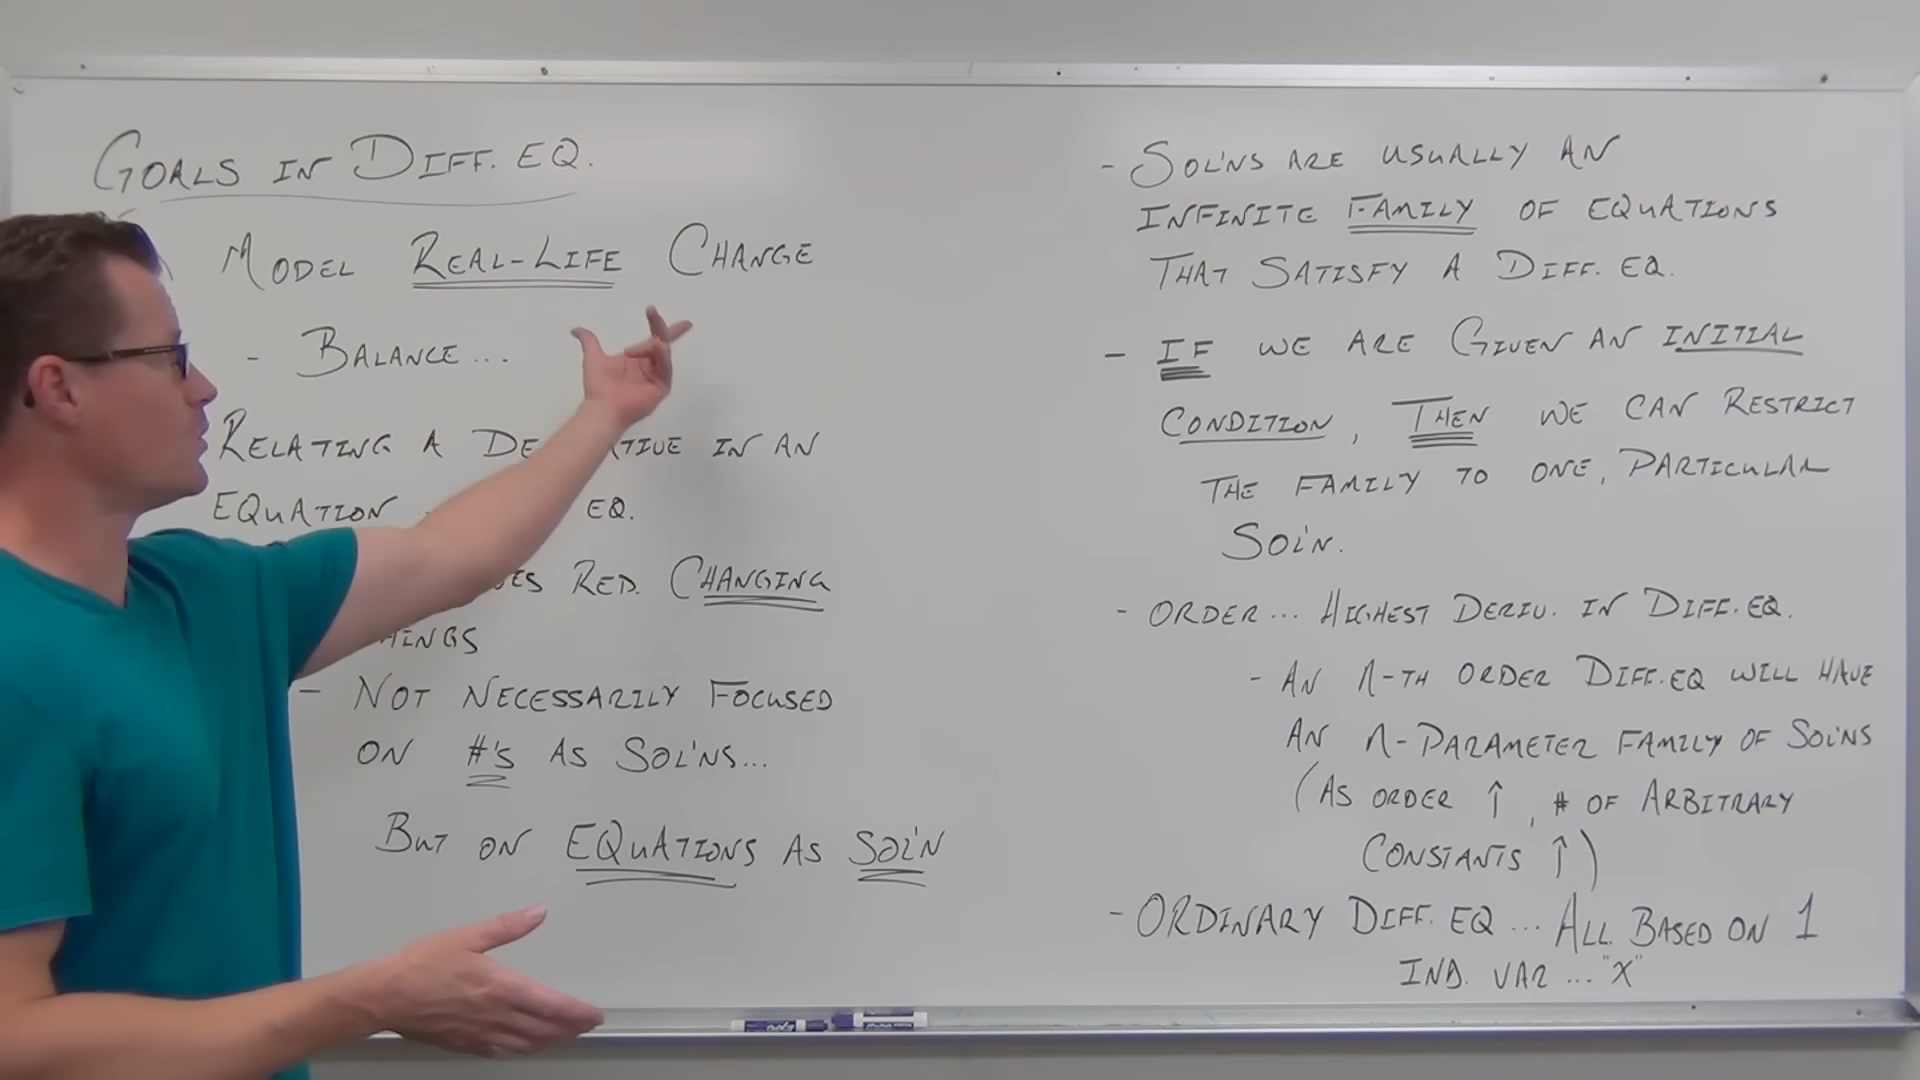 GOALS IN DIFF. EQ.
MODEL REAL-LIFE CHANGE
- BALANCE...
RELATING A DE TIVE IN AN
EQUATION EQ.
ES RED. CHANGING
HINGS
- NOT NECESSARILY FOCUSED
ON #'S AS SOL'NS...
BUT ON EQUATIONS AS SOL'N
- SOL'NS ARE USUALLY AN
INFINITE FAMILY OF EQUATIONS
THAT SATISFY A DIFF. EQ.
- IF WE ARE GIVEN AN INITIAL
CONDITION, THEN WE CAN RESTRICT
THE FAMILY TO ONE, PARTICULAR
SOL'N.
- ORDER... HIGHEST DERIV. IN DIFF. EQ.
- AN n-TH ORDER DIFF. EQ WILL HAVE
AN n-PARAMETER FAMILY OF SOL'NS
(AS ORDER ↑, # OF ARBITRARY
CONSTANTS ↑)
- ORDINARY DIFF. EQ... ALL BASED ON 1
IND. VAR... "X"